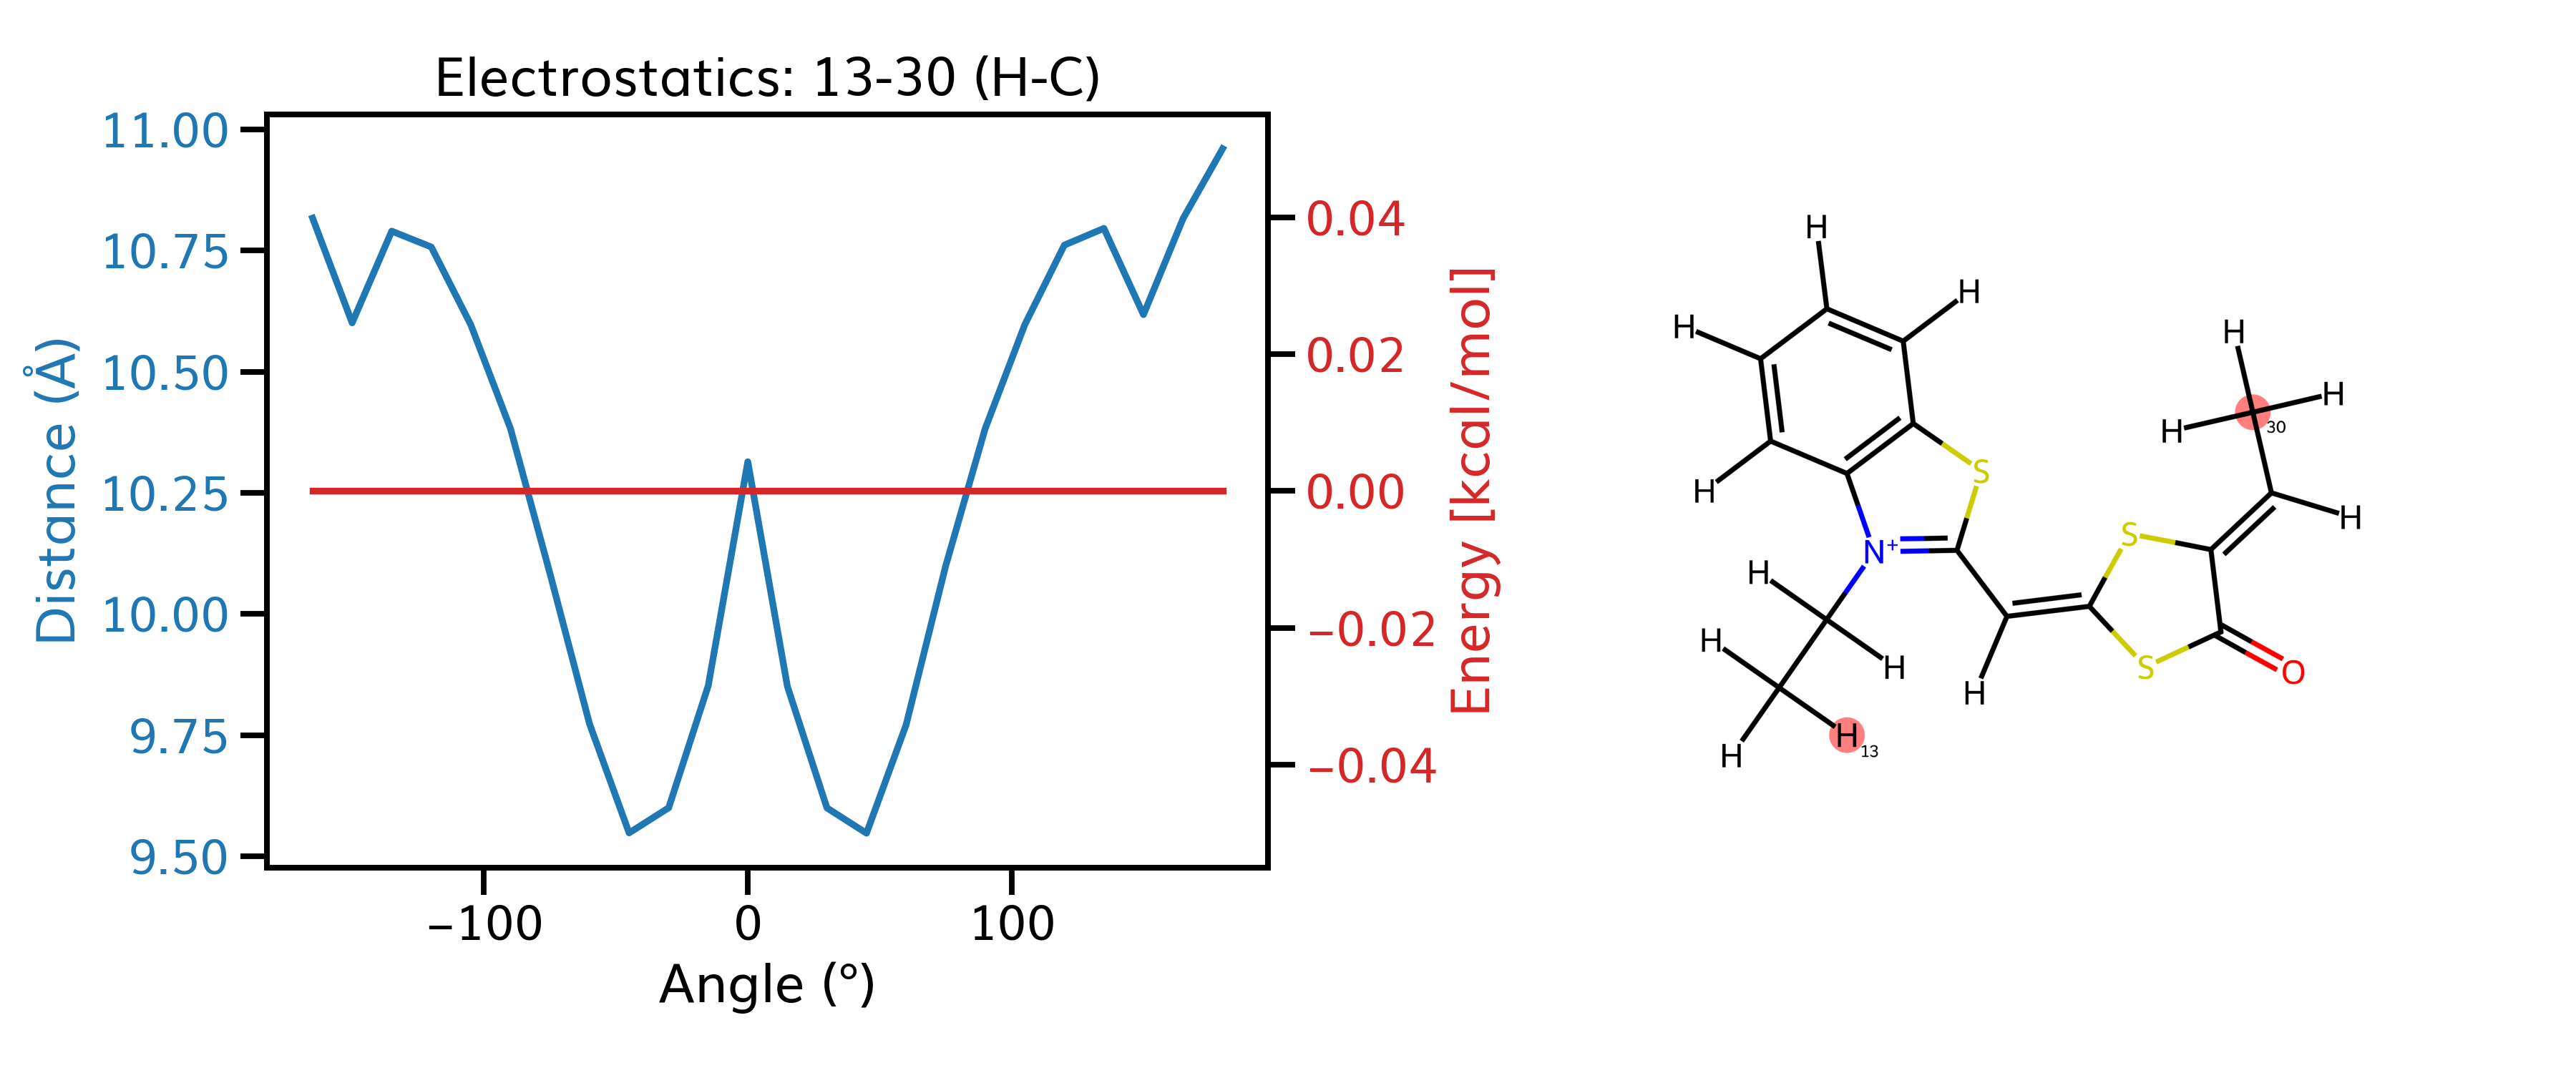 Electrostatics: 13-30 (H-C)
11.00
10.75
10.50
10.25
10.00
9.75
9.50
Distance (Å)
0.04
0.02
0.00
−0.02
−0.04
Energy [kcal/mol]
−100
0
100
Angle (°)
H
H
H
H
H
S
H
H
H
30
H
S
N+
H
H
H
H
S
O
H
H
13